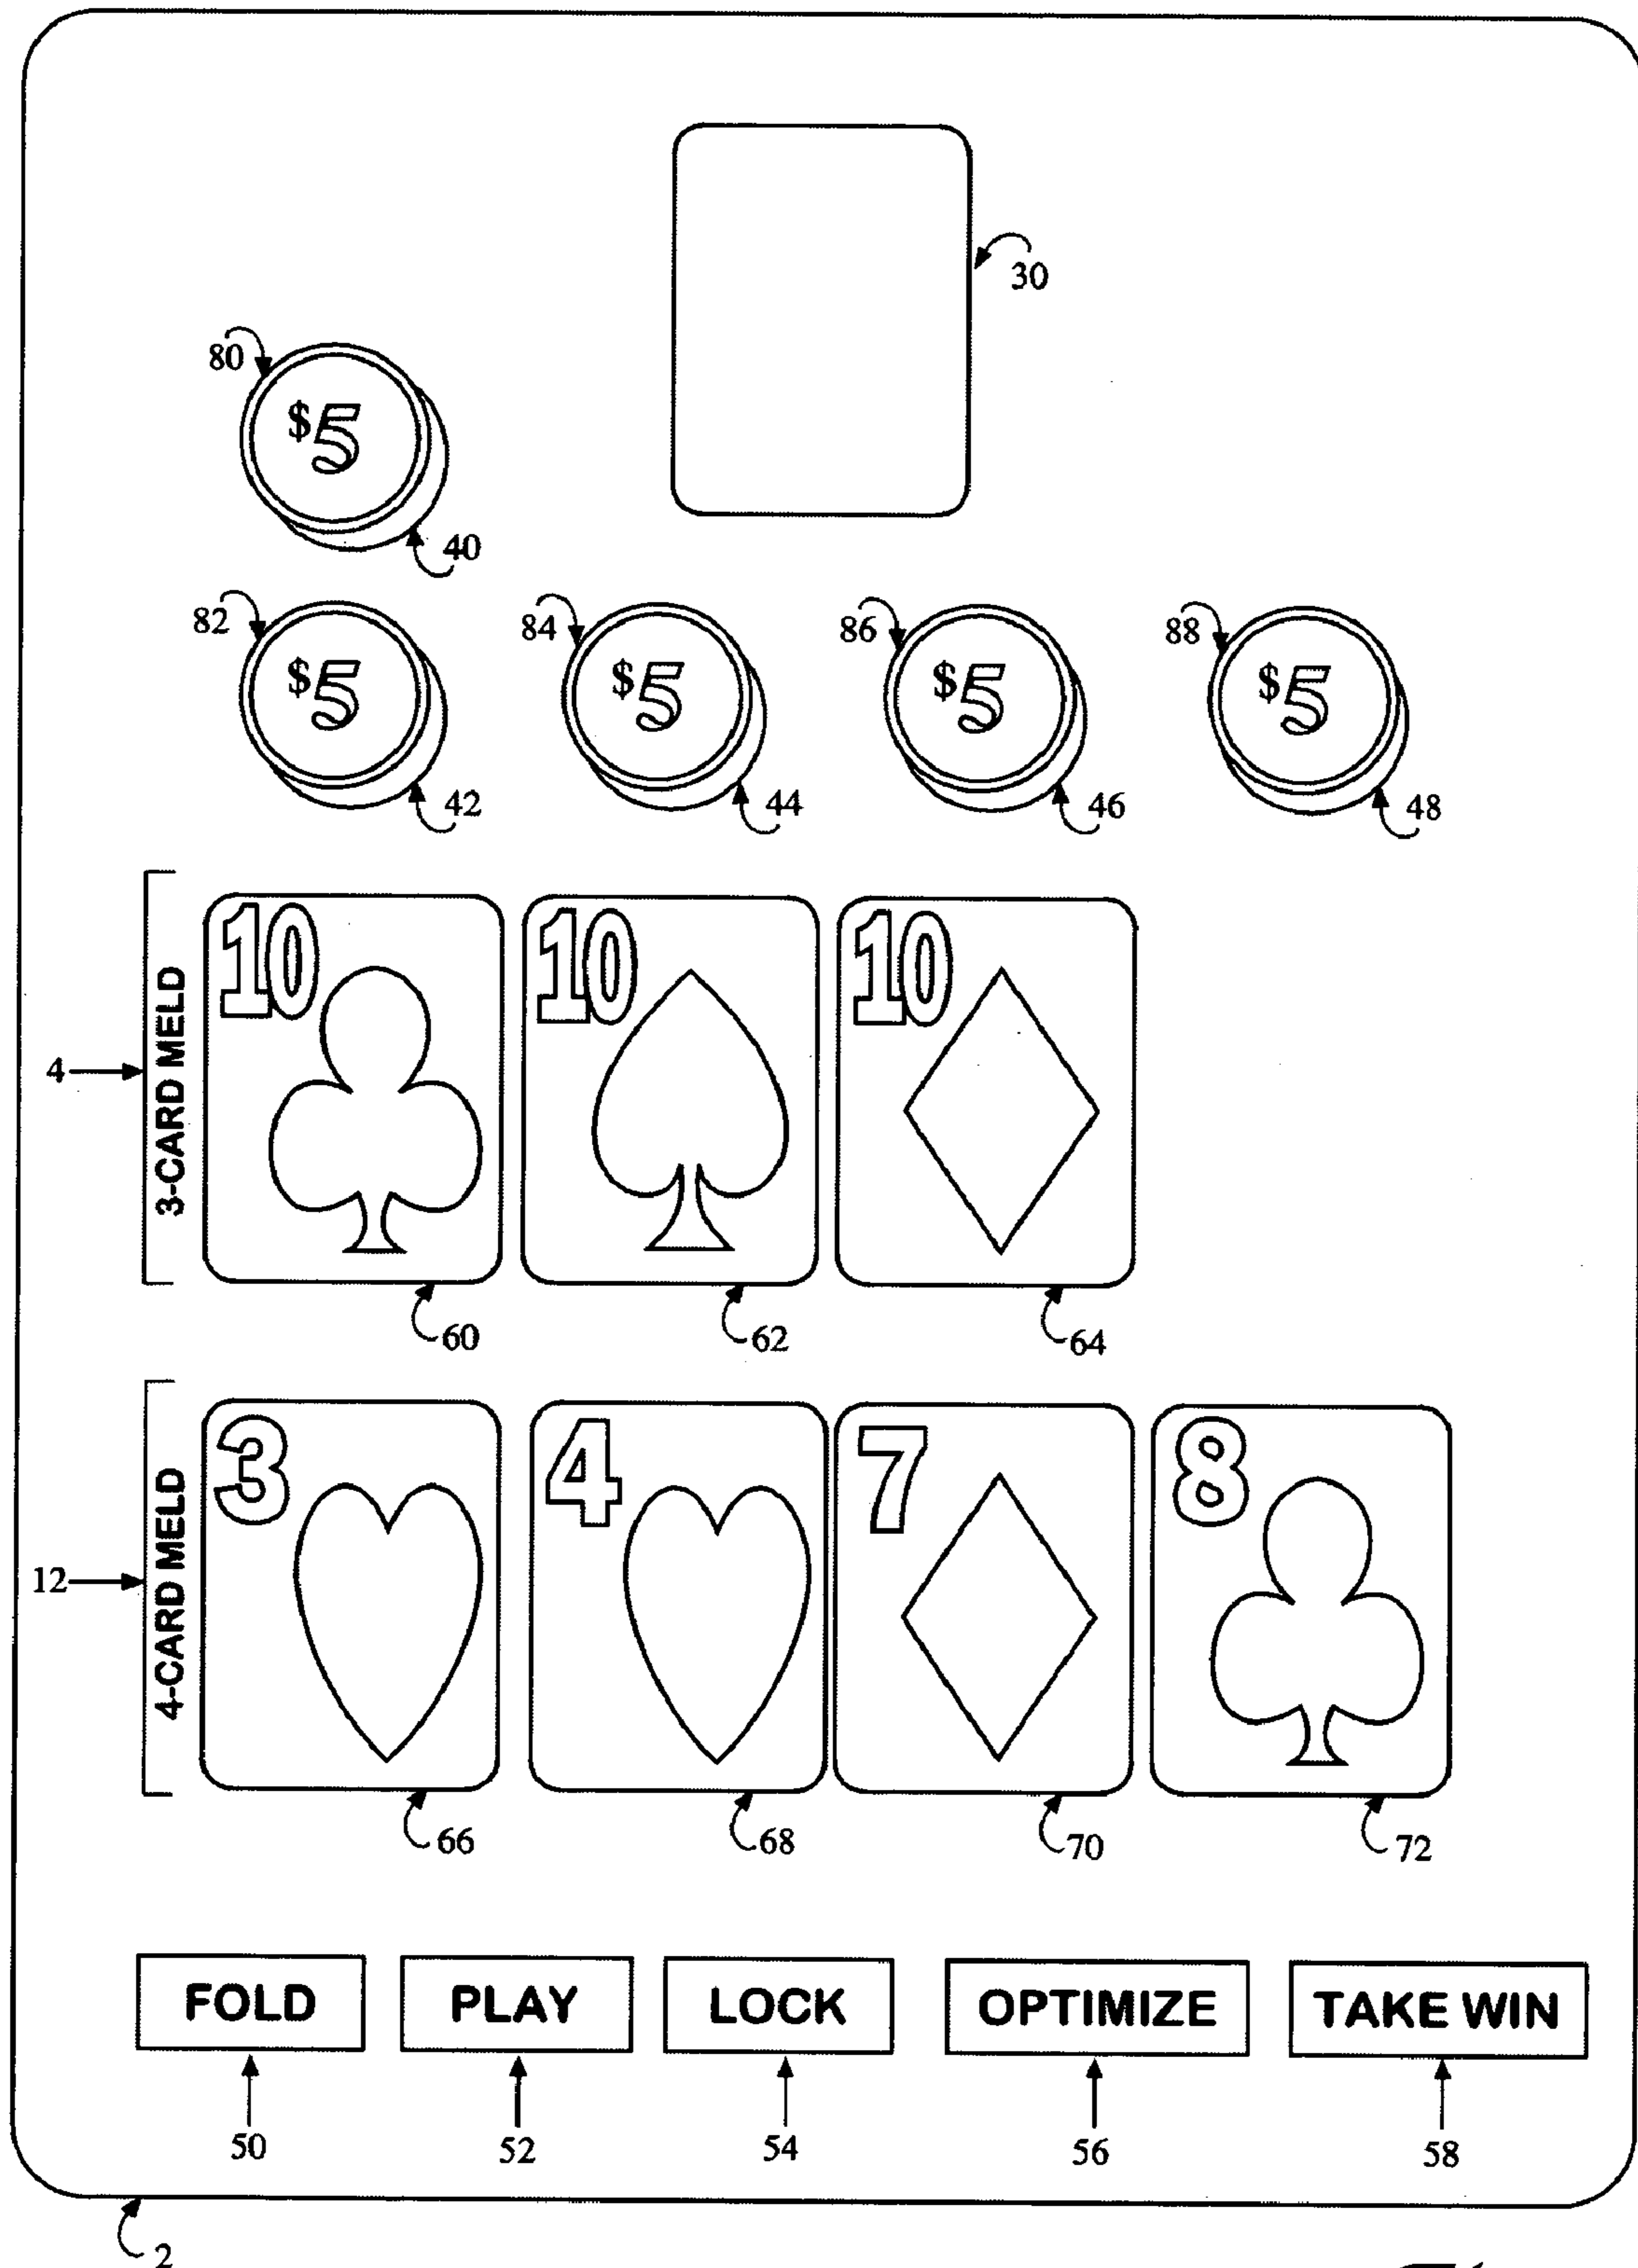 30
80
$5
40
82 84 86 88
$5 $5 $5 $5
42 44 46 48
10 10 10
4
3-CARD MELD
60 62 64
3 4 7 8
12
4-CARD MELD
66 68 70 72
FOLD PLAY LOCK OPTIMIZE TAKE WIN
50 52 54 56 58
2